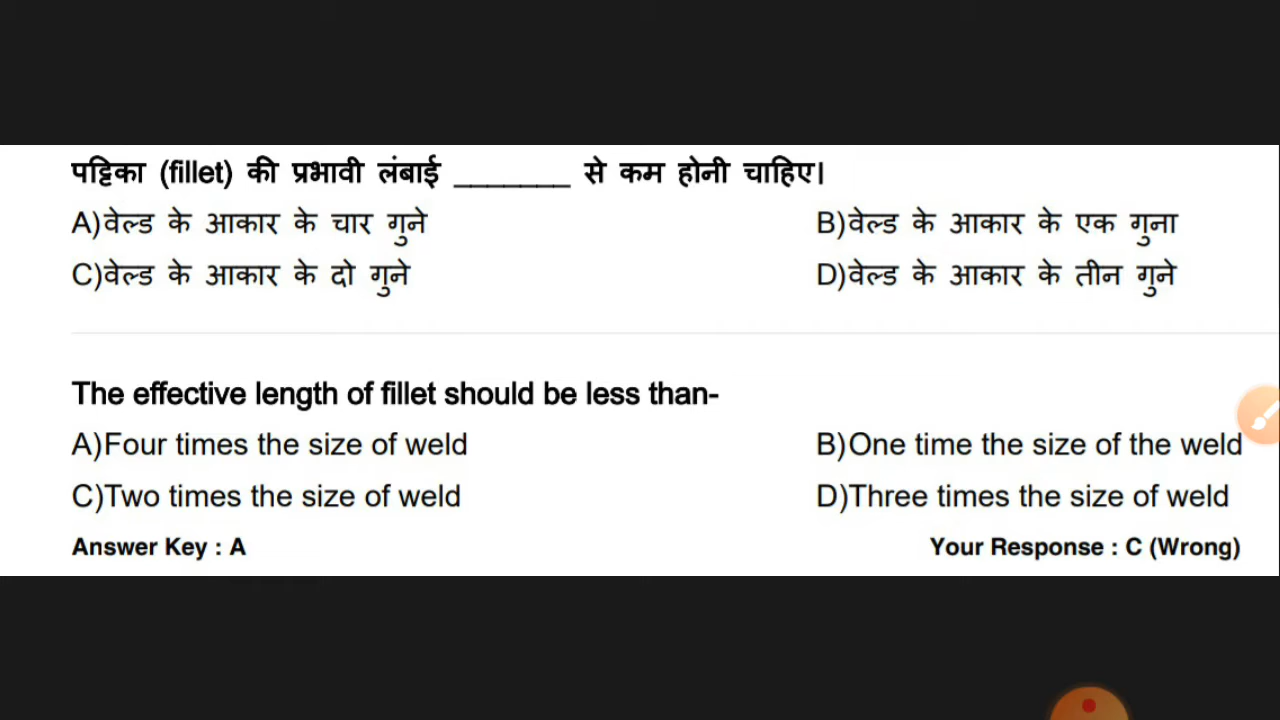 पट्टिका (fillet) की प्रभावी लंबाई _______ से कम होनी चाहिए।
A)वेल्ड के आकार के चार गुने B)वेल्ड के आकार के एक गुना
C)वेल्ड के आकार के दो गुने D)वेल्ड के आकार के तीन गुने
The effective length of fillet should be less than-
A)Four times the size of weld B)One time the size of the weld
C)Two times the size of weld D)Three times the size of weld
Answer Key : A Your Response : C (Wrong)